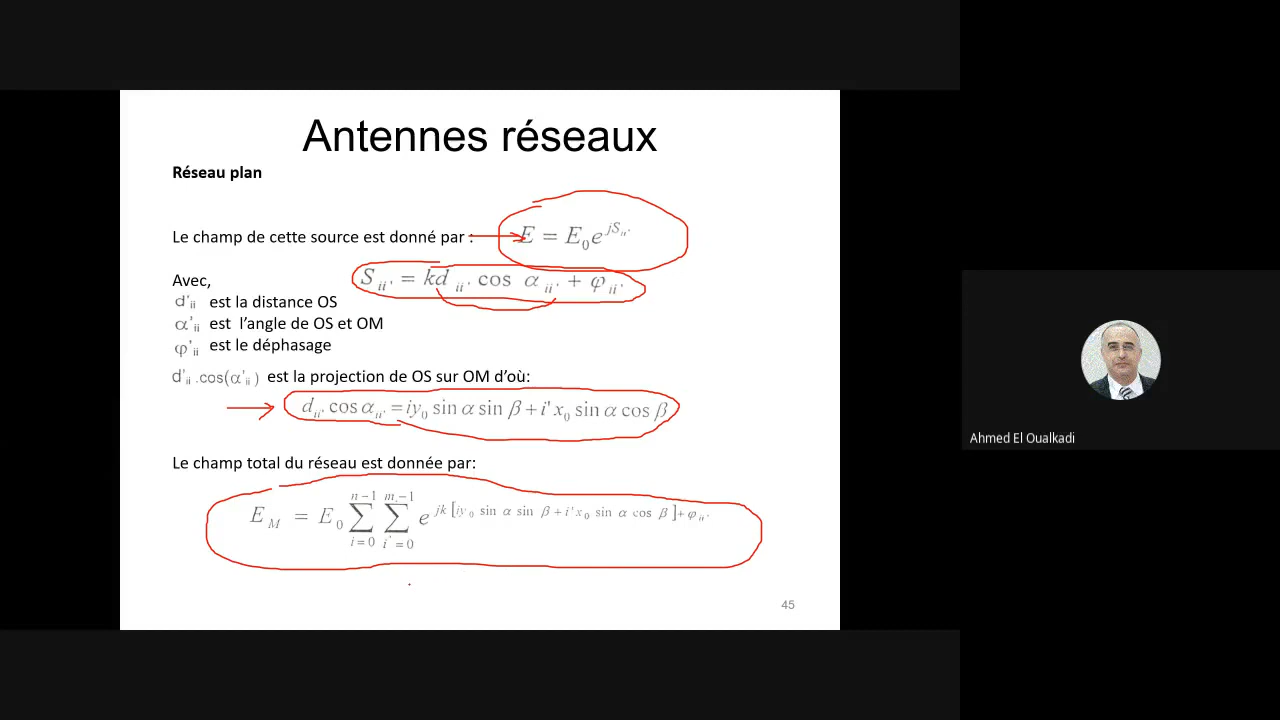 Antennes réseaux
Réseau plan
Le champ de cette source est donné par : E = E₀e^{jS_{ii'}}
Avec,
S_{ii'} = kd_{ii'} cos α_{ii'} + φ_{ii'}
d'ii est la distance OS
α'ii est l'angle de OS et OM
φ'ii est le déphasage
d'ii .cos(α'ii) est la projection de OS sur OM d'où:
d_{ii'} cos α_{ii'} = iy₀ sin α sin β + i' x₀ sin α cos β
Le champ total du réseau est donnée par:
E_M = E₀ ∑_{i=0}^{n-1} ∑_{i'=0}^{m-1} e^{jk[iy₀ sin α sin β + i'x₀ sin α cos β] + φ_{ii'}}
45
Ahmed El Oualkadi